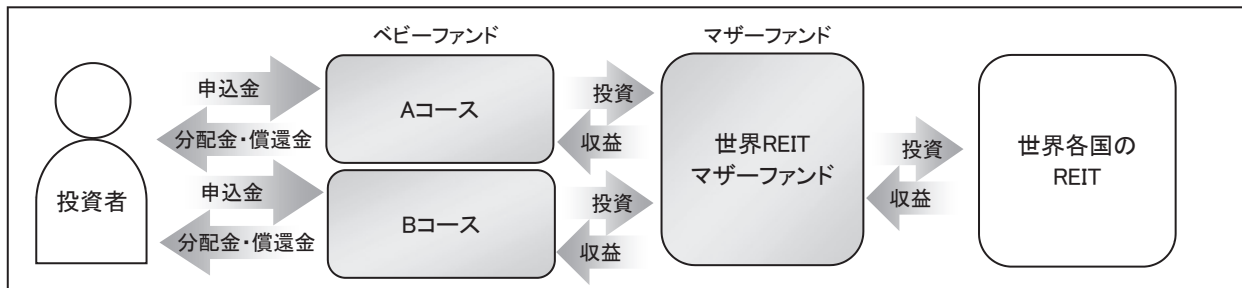 ベビーファンド
マザーファンド
申込金
分配金・償還金
申込金
分配金・償還金
投資者
Aコース
Bコース
投資
収益
投資
収益
世界REIT
マザーファンド
投資
収益
世界各国の
REIT